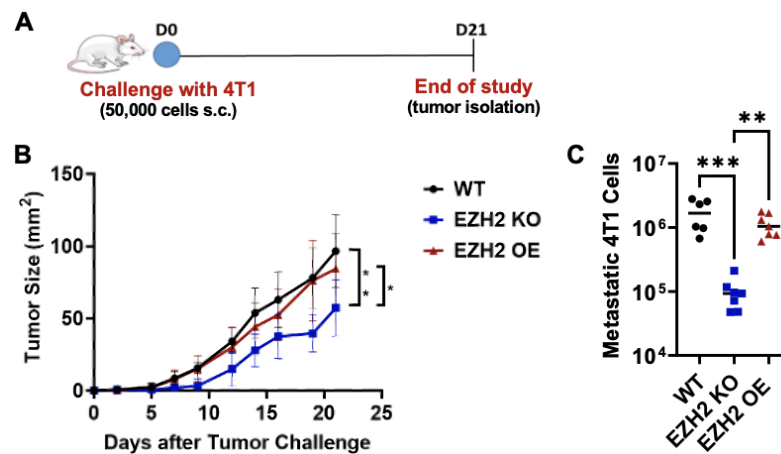 A
D0
D21
Challenge with 4T1
(50,000 cells s.c.)
End of study
(tumor isolation)
B
Tumor Size (mm²)
150
100
50
0
0
5
10
15
20
25
Days after Tumor Challenge
WT
EZH2 KO
EZH2 OE
**
*
C
Metastatic 4T1 Cells
10⁷
10⁶
10⁵
10⁴
***
**
WT
EZH2 KO
EZH2 OE